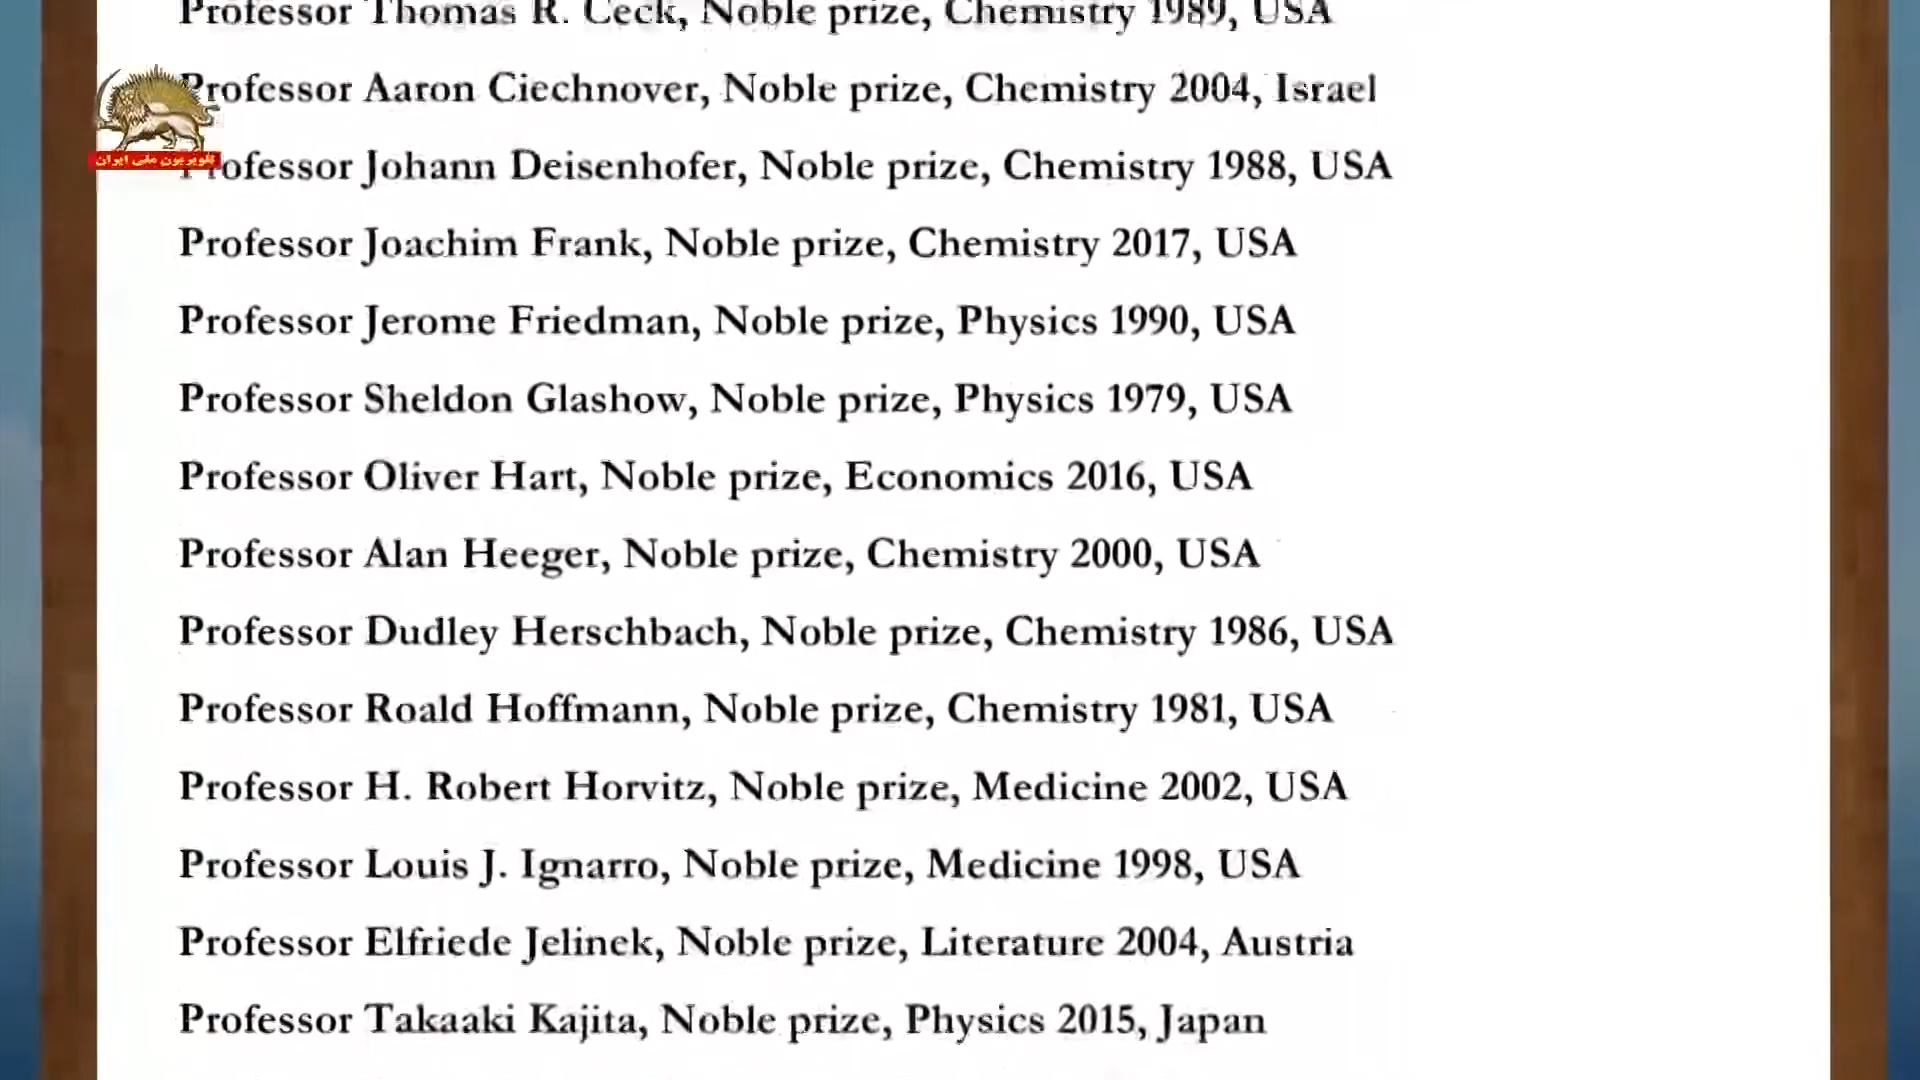 Professor Thomas R. Ceck, Noble prize, Chemistry 1989, USA
Professor Aaron Ciechnover, Noble prize, Chemistry 2004, Israel
تلویزیون ملی ایران
Professor Johann Deisenhofer, Noble prize, Chemistry 1988, USA
Professor Joachim Frank, Noble prize, Chemistry 2017, USA
Professor Jerome Friedman, Noble prize, Physics 1990, USA
Professor Sheldon Glashow, Noble prize, Physics 1979, USA
Professor Oliver Hart, Noble prize, Economics 2016, USA
Professor Alan Heeger, Noble prize, Chemistry 2000, USA
Professor Dudley Herschbach, Noble prize, Chemistry 1986, USA
Professor Roald Hoffmann, Noble prize, Chemistry 1981, USA
Professor H. Robert Horvitz, Noble prize, Medicine 2002, USA
Professor Louis J. Ignarro, Noble prize, Medicine 1998, USA
Professor Elfriede Jelinek, Noble prize, Literature 2004, Austria
Professor Takaaki Kajita, Noble prize, Physics 2015, Japan